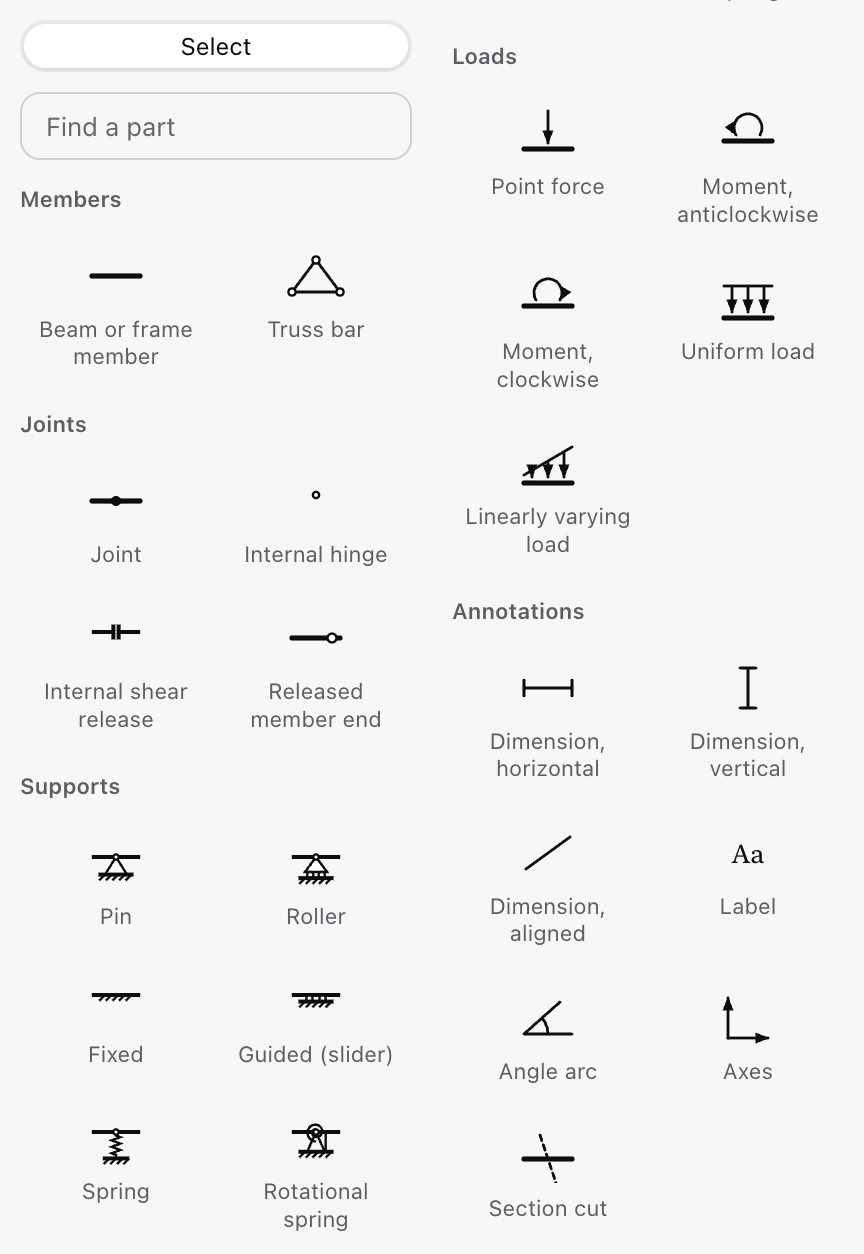 Select
Find a part
Members
Beam or frame
member
Truss bar
Joints
Joint
Internal hinge
Internal shear
release
Released
member end
Supports
Pin
Roller
Fixed
Guided (slider)
Spring
Rotational
spring
Loads
Point force
Moment,
anticlockwise
Moment,
clockwise
Uniform load
Linearly varying
load
Annotations
Dimension,
horizontal
Dimension,
vertical
Dimension,
aligned
Aa
Label
Angle arc
Axes
Section cut